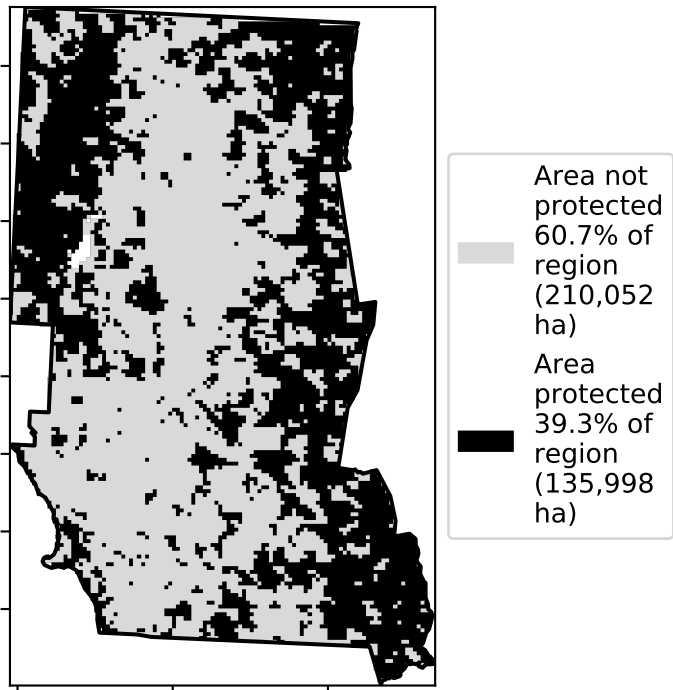 Area not
protected
60.7% of
region
(210,052
ha)
Area
protected
39.3% of
region
(135,998
ha)